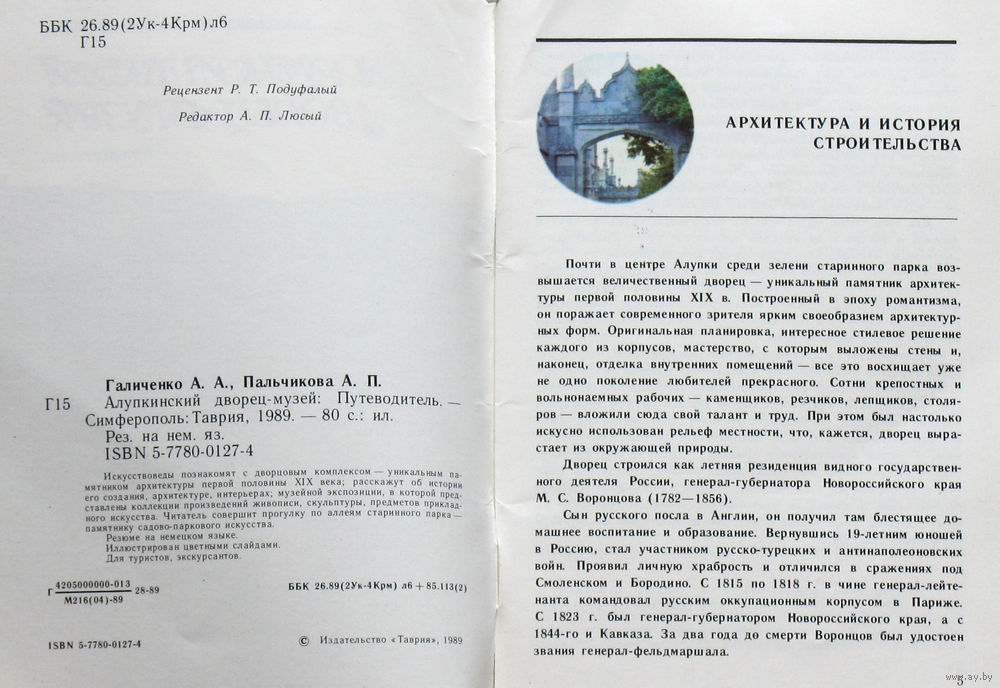 ББК 26.89(2Ук-4Крм)л6
Г15
Рецензент Р. Т. Подуфалый
Редактор А. П. Люсый
Галиченко А. А., Пальчикова А. П.
Г15 Алупкинский дворец-музей: Путеводитель. —
Симферополь: Таврия, 1989. — 80 с.: ил.
Рез. на нем. яз.
ISBN 5-7780-0127-4
Искусствоведы познакомят с дворцовым комплексом — уникальным па-
мятником архитектуры первой половины XIX века; расскажут об истории
его создания, архитектуре, интерьерах; музейной экспозиции, в которой пред-
ставлены коллекции произведений живописи, скульптуры, предметов приклад-
ного искусства. Читатель совершит прогулку по аллеям старинного парка —
памятнику садово-паркового искусства.
Резюме на немецком языке.
Иллюстрирован цветными слайдами.
Для туристов, экскурсантов.
Г 4205000000-013
М216(04)-89 28-89
ББК 26.89(2Ук-4Крм) л6+85.113(2)
ISBN 5-7780-0127-4
© Издательство «Таврия», 1989
АРХИТЕКТУРА И ИСТОРИЯ
СТРОИТЕЛЬСТВА
Почти в центре Алупки среди зелени старинного парка воз-
вышается величественный дворец — уникальный памятник архитек-
туры первой половины XIX в. Построенный в эпоху романтизма,
он поражает современного зрителя ярким своеобразием архитектур-
ных форм. Оригинальная планировка, интересное стилевое решение
каждого из корпусов, мастерство, с которым выложены стены и,
наконец, отделка внутренних помещений — все это восхищает уже
не одно поколение любителей прекрасного. Сотни крепостных и
вольнонаемных рабочих — каменщиков, резчиков, лепщиков, столя-
ров — вложили сюда свой талант и труд. При этом был настолько
искусно использован рельеф местности, что, кажется, дворец выра-
стает из окружающей природы.
Дворец строился как летняя резиденция видного государствен-
ного деятеля России, генерал-губернатора Новороссийского края
М. С. Воронцова (1782—1856).
Сын русского посла в Англии, он получил там блестящее до-
машнее воспитание и образование. Вернувшись 19-летним юношей
в Россию, стал участником русско-турецких и антинаполеоновских
войн. Проявил личную храбрость и отличился в сражениях под
Смоленском и Бородино. С 1815 по 1818 г. в чине генерал-лейте-
нанта командовал русским оккупационным корпусом в Париже.
С 1823 г. был генерал-губернатором Новороссийского края, а с
1844-го и Кавказа. За два года до смерти Воронцов был удостоен
звания генерал-фельдмаршала.
5
www.ay.by